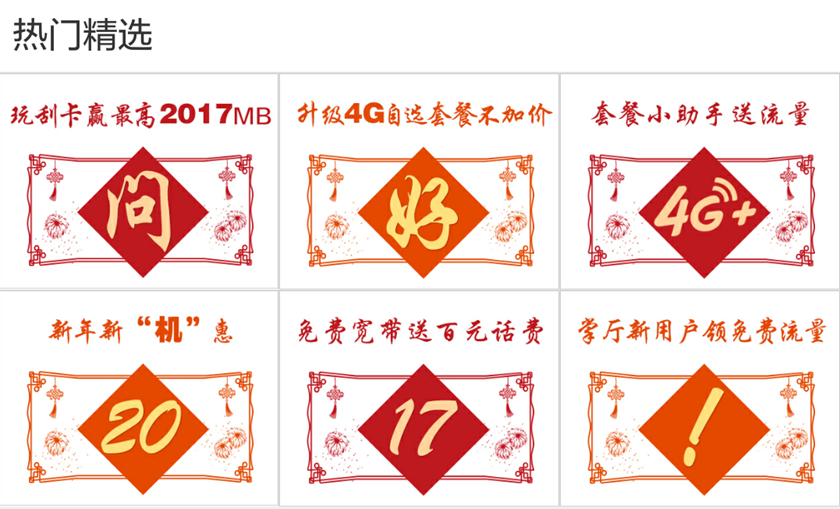 热门精选
玩刮卡赢最高2017MB
升级4G自选套餐不加价
套餐小助手送流量
问
好
4G+
新年新“机”惠
免费宽带送百元话费
掌厅新用户领免费流量
20
17
!